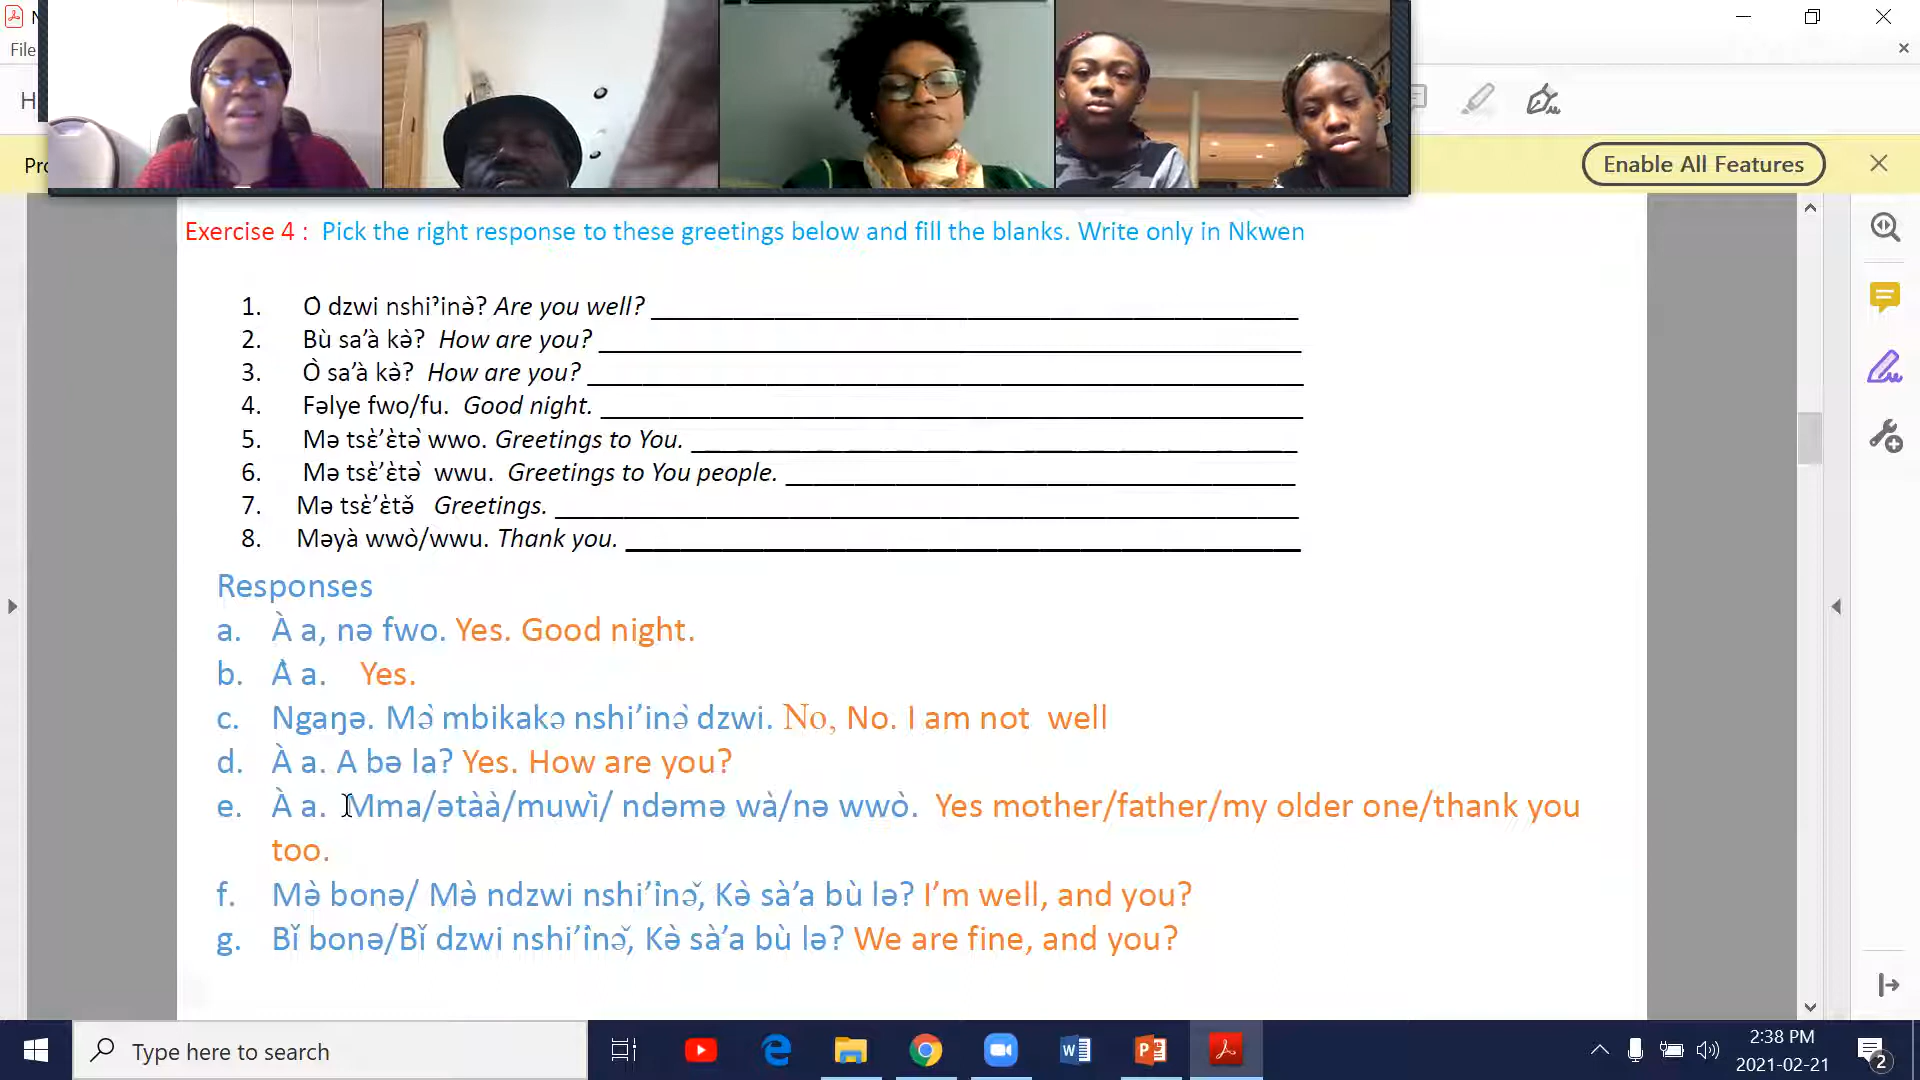 File
Enable All Features
Exercise 4 : Pick the right response to these greetings below and fill the blanks. Write only in Nkwen
1. Ò dzwi nshi’inə̀? Are you well?
2. Bù sa’à kə̀? How are you?
3. Ò sa’à kə̀? How are you?
4. Fəlye fwo/fu. Good night.
5. Mə tsɛ̀’ɛ̀tə̀ wwo. Greetings to You.
6. Mə tsɛ̀’ɛ̀tə̀ wwu. Greetings to You people.
7. Mə tsɛ̀’ɛ̀tə̌ Greetings.
8. Məyà wwò/wwu. Thank you.
Responses
a. À a, nə fwo. Yes. Good night.
b. À a. Yes.
c. Ngaŋə. Mə̀ mbikakə nshi’inə̀ dzwi. No, No. I am not well
d. À a. A bə la? Yes. How are you?
e. À a. Mma/ətàà/muwì/ ndəmə wà/nə wwò. Yes mother/father/my older one/thank you
too.
f. Mə̀ bonə/ Mə̀ ndzwi nshi’ìnə̌, Kə̀ sà’a bù lə? I’m well, and you?
g. Bǐ bonə/Bǐ dzwi nshi’ìnə̌, Kə̀ sà’a bù lə? We are fine, and you?
Type here to search
2:38 PM
2021-02-21
2